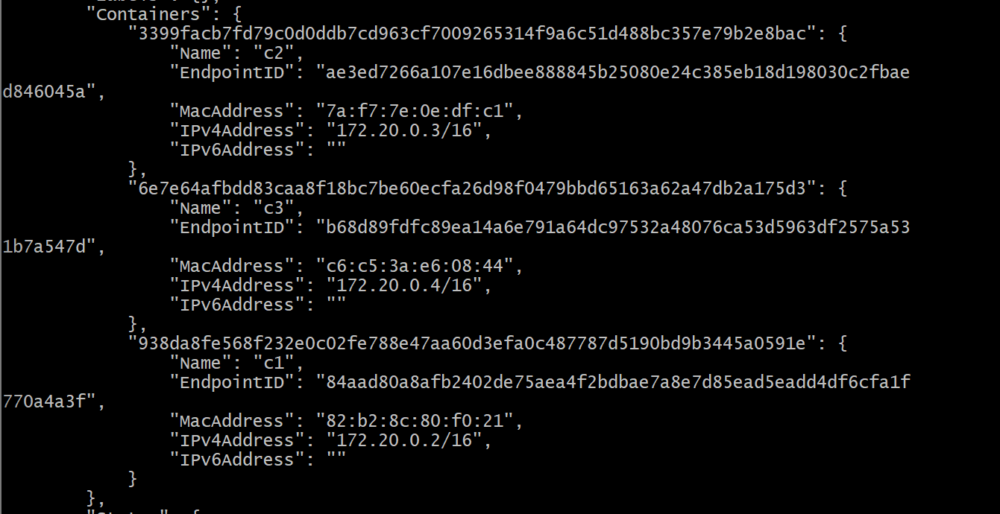 "Containers": {
"3399facb7fd79c0d0ddb7cd963cf7009265314f9a6c51d488bc357e79b2e8bac": {
"Name": "c2",
"EndpointID": "ae3ed7266a107e16dbee888845b25080e24c385eb18d198030c2fbae
d846045a",
"MacAddress": "7a:f7:7e:0e:df:c1",
"IPv4Address": "172.20.0.3/16",
"IPv6Address": ""
},
"6e7e64afbdd83caa8f18bc7be60ecfa26d98f0479bbd65163a62a47db2a175d3": {
"Name": "c3",
"EndpointID": "b68d89fdfc89ea14a6e791a64dc97532a48076ca53d5963df2575a53
1b7a547d",
"MacAddress": "c6:c5:3a:e6:08:44",
"IPv4Address": "172.20.0.4/16",
"IPv6Address": ""
},
"938da8fe568f232e0c02fe788e47aa60d3efa0c487787d5190bd9b3445a0591e": {
"Name": "c1",
"EndpointID": "84aad80a8afb2402de75aea4f2bdbae7a8e7d85ead5eadd4df6cfa1f
770a4a3f",
"MacAddress": "82:b2:8c:80:f0:21",
"IPv4Address": "172.20.0.2/16",
"IPv6Address": ""
}
},